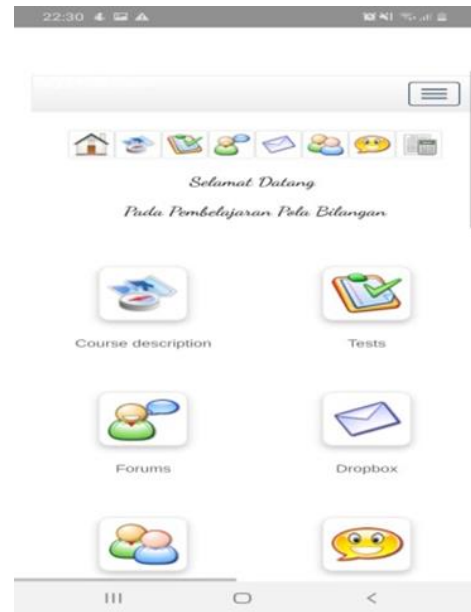 22:30
Selamat Datang
Pada Pembelajaran Pola Bilangan
Course description
Tests
Forums
Dropbox